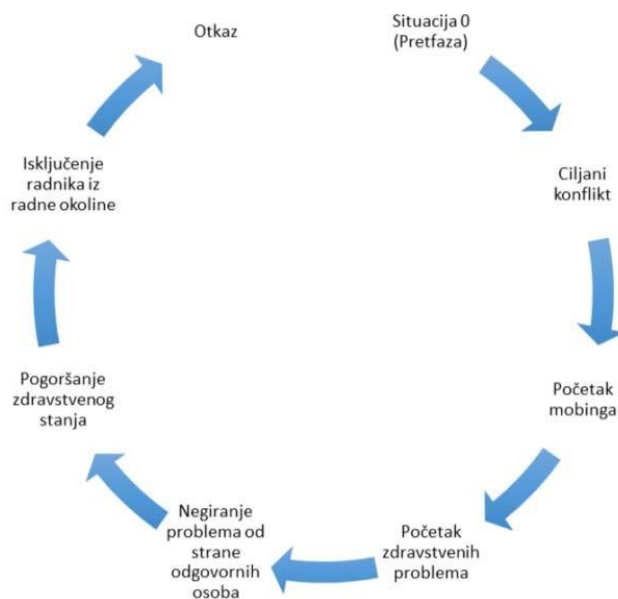 Situacija 0
(Pretfaza)
Ciljani
konflikt
Početak
mobinga
Početak
zdravstvenih
problema
Negiranje
problema od
strane
odgovornih
osoba
Pogoršanje
zdravstvenog
stanja
Isključenje
radnika iz
radne okoline
Otkaz